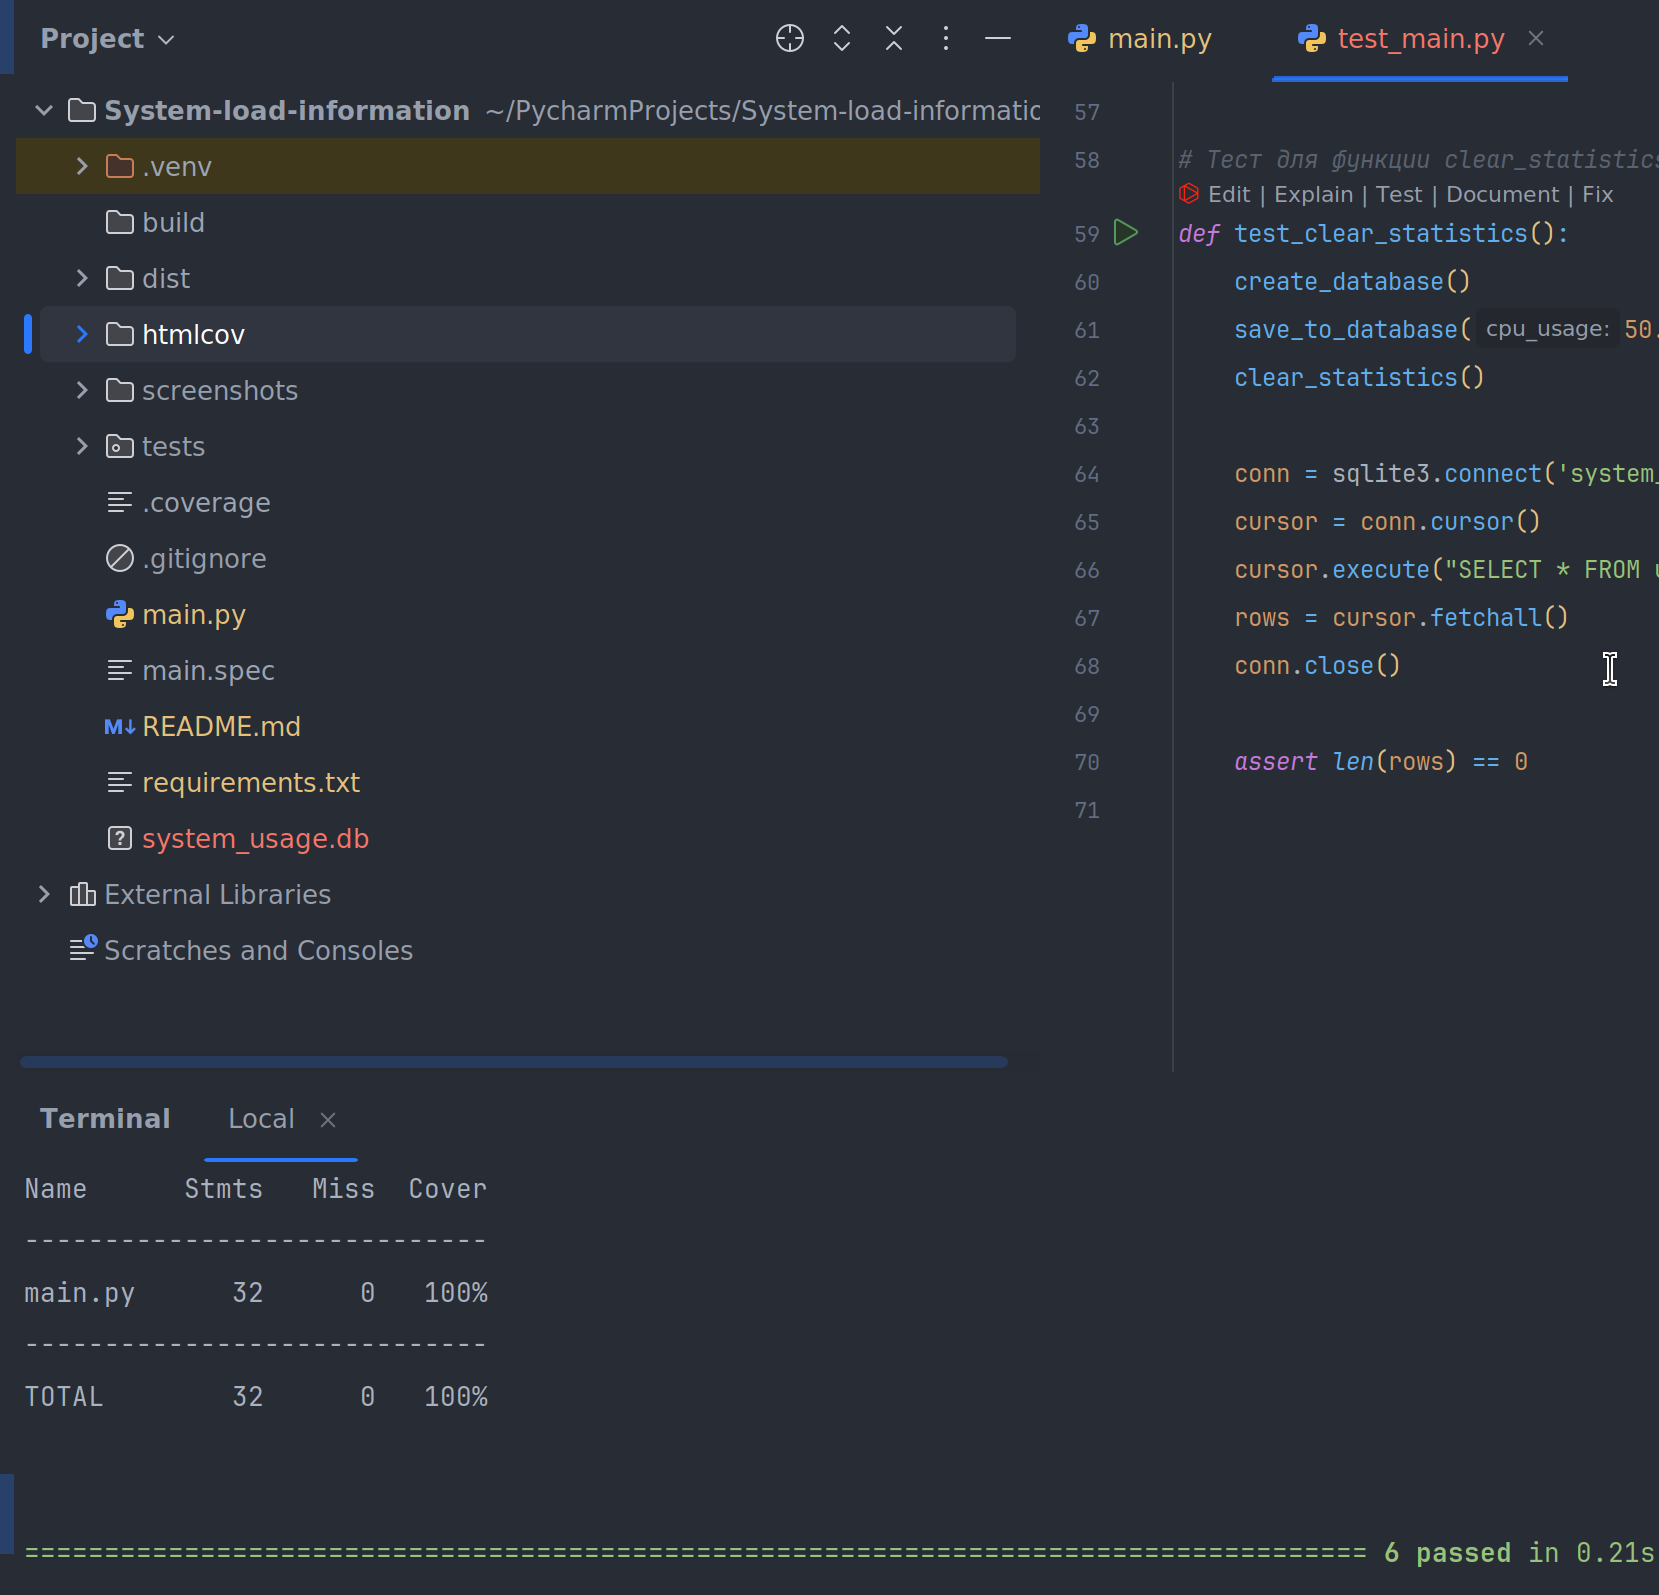 Project
main.py
test_main.py
System-load-information ~/PycharmProjects/System-load-informatic
.venv
build
dist
htmlcov
screenshots
tests
.coverage
.gitignore
main.py
main.spec
README.md
requirements.txt
system_usage.db
External Libraries
Scratches and Consoles
57
58 # Тест для функции clear_statistics
Edit | Explain | Test | Document | Fix
59 def test_clear_statistics():
60 create_database()
61 save_to_database( cpu_usage: 50.
62 clear_statistics()
63
64 conn = sqlite3.connect('system_
65 cursor = conn.cursor()
66 cursor.execute("SELECT * FROM u
67 rows = cursor.fetchall()
68 conn.close()
69
70 assert len(rows) == 0
71
Terminal Local
Name Stmts Miss Cover
-----------------------------
main.py 32 0 100%
-----------------------------
TOTAL 32 0 100%
==================================================================================== 6 passed in 0.21s